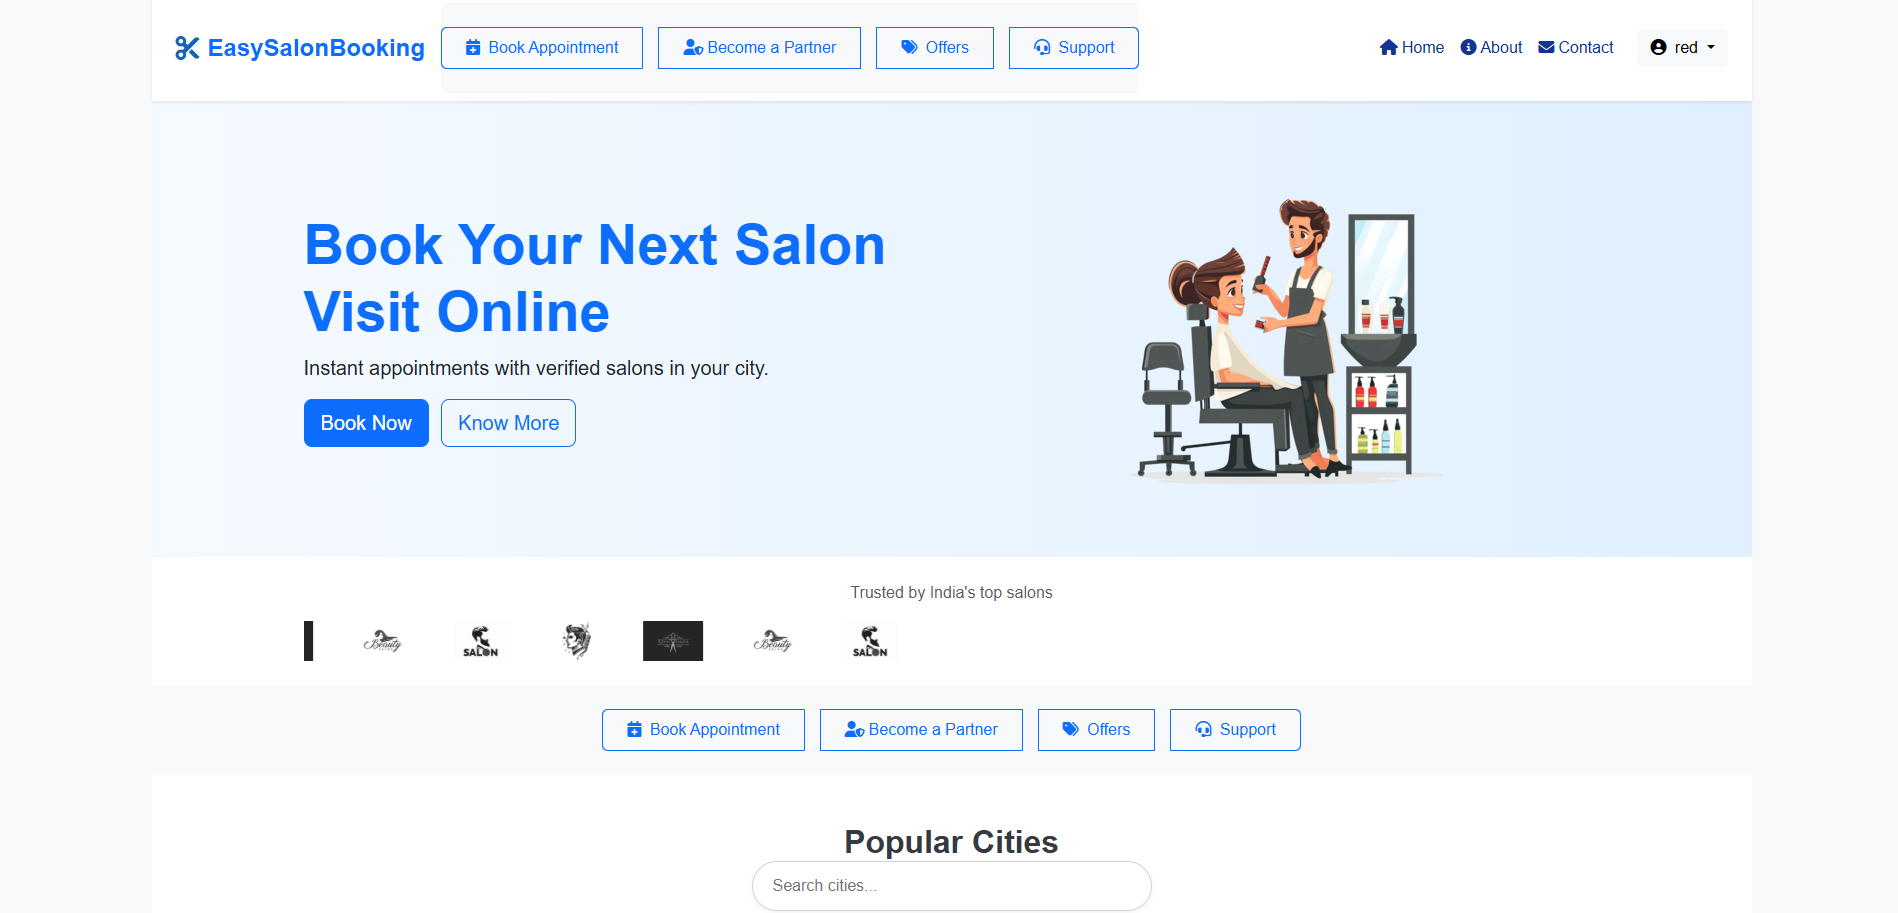 EasySalonBooking
Book Appointment
Become a Partner
Offers
Support
Home
About
Contact
red
Book Your Next Salon
Visit Online
Instant appointments with verified salons in your city.
Book Now
Know More
Trusted by India's top salons
Beauty
SALON
Beauty
SALON
Book Appointment
Become a Partner
Offers
Support
Popular Cities
Search cities...